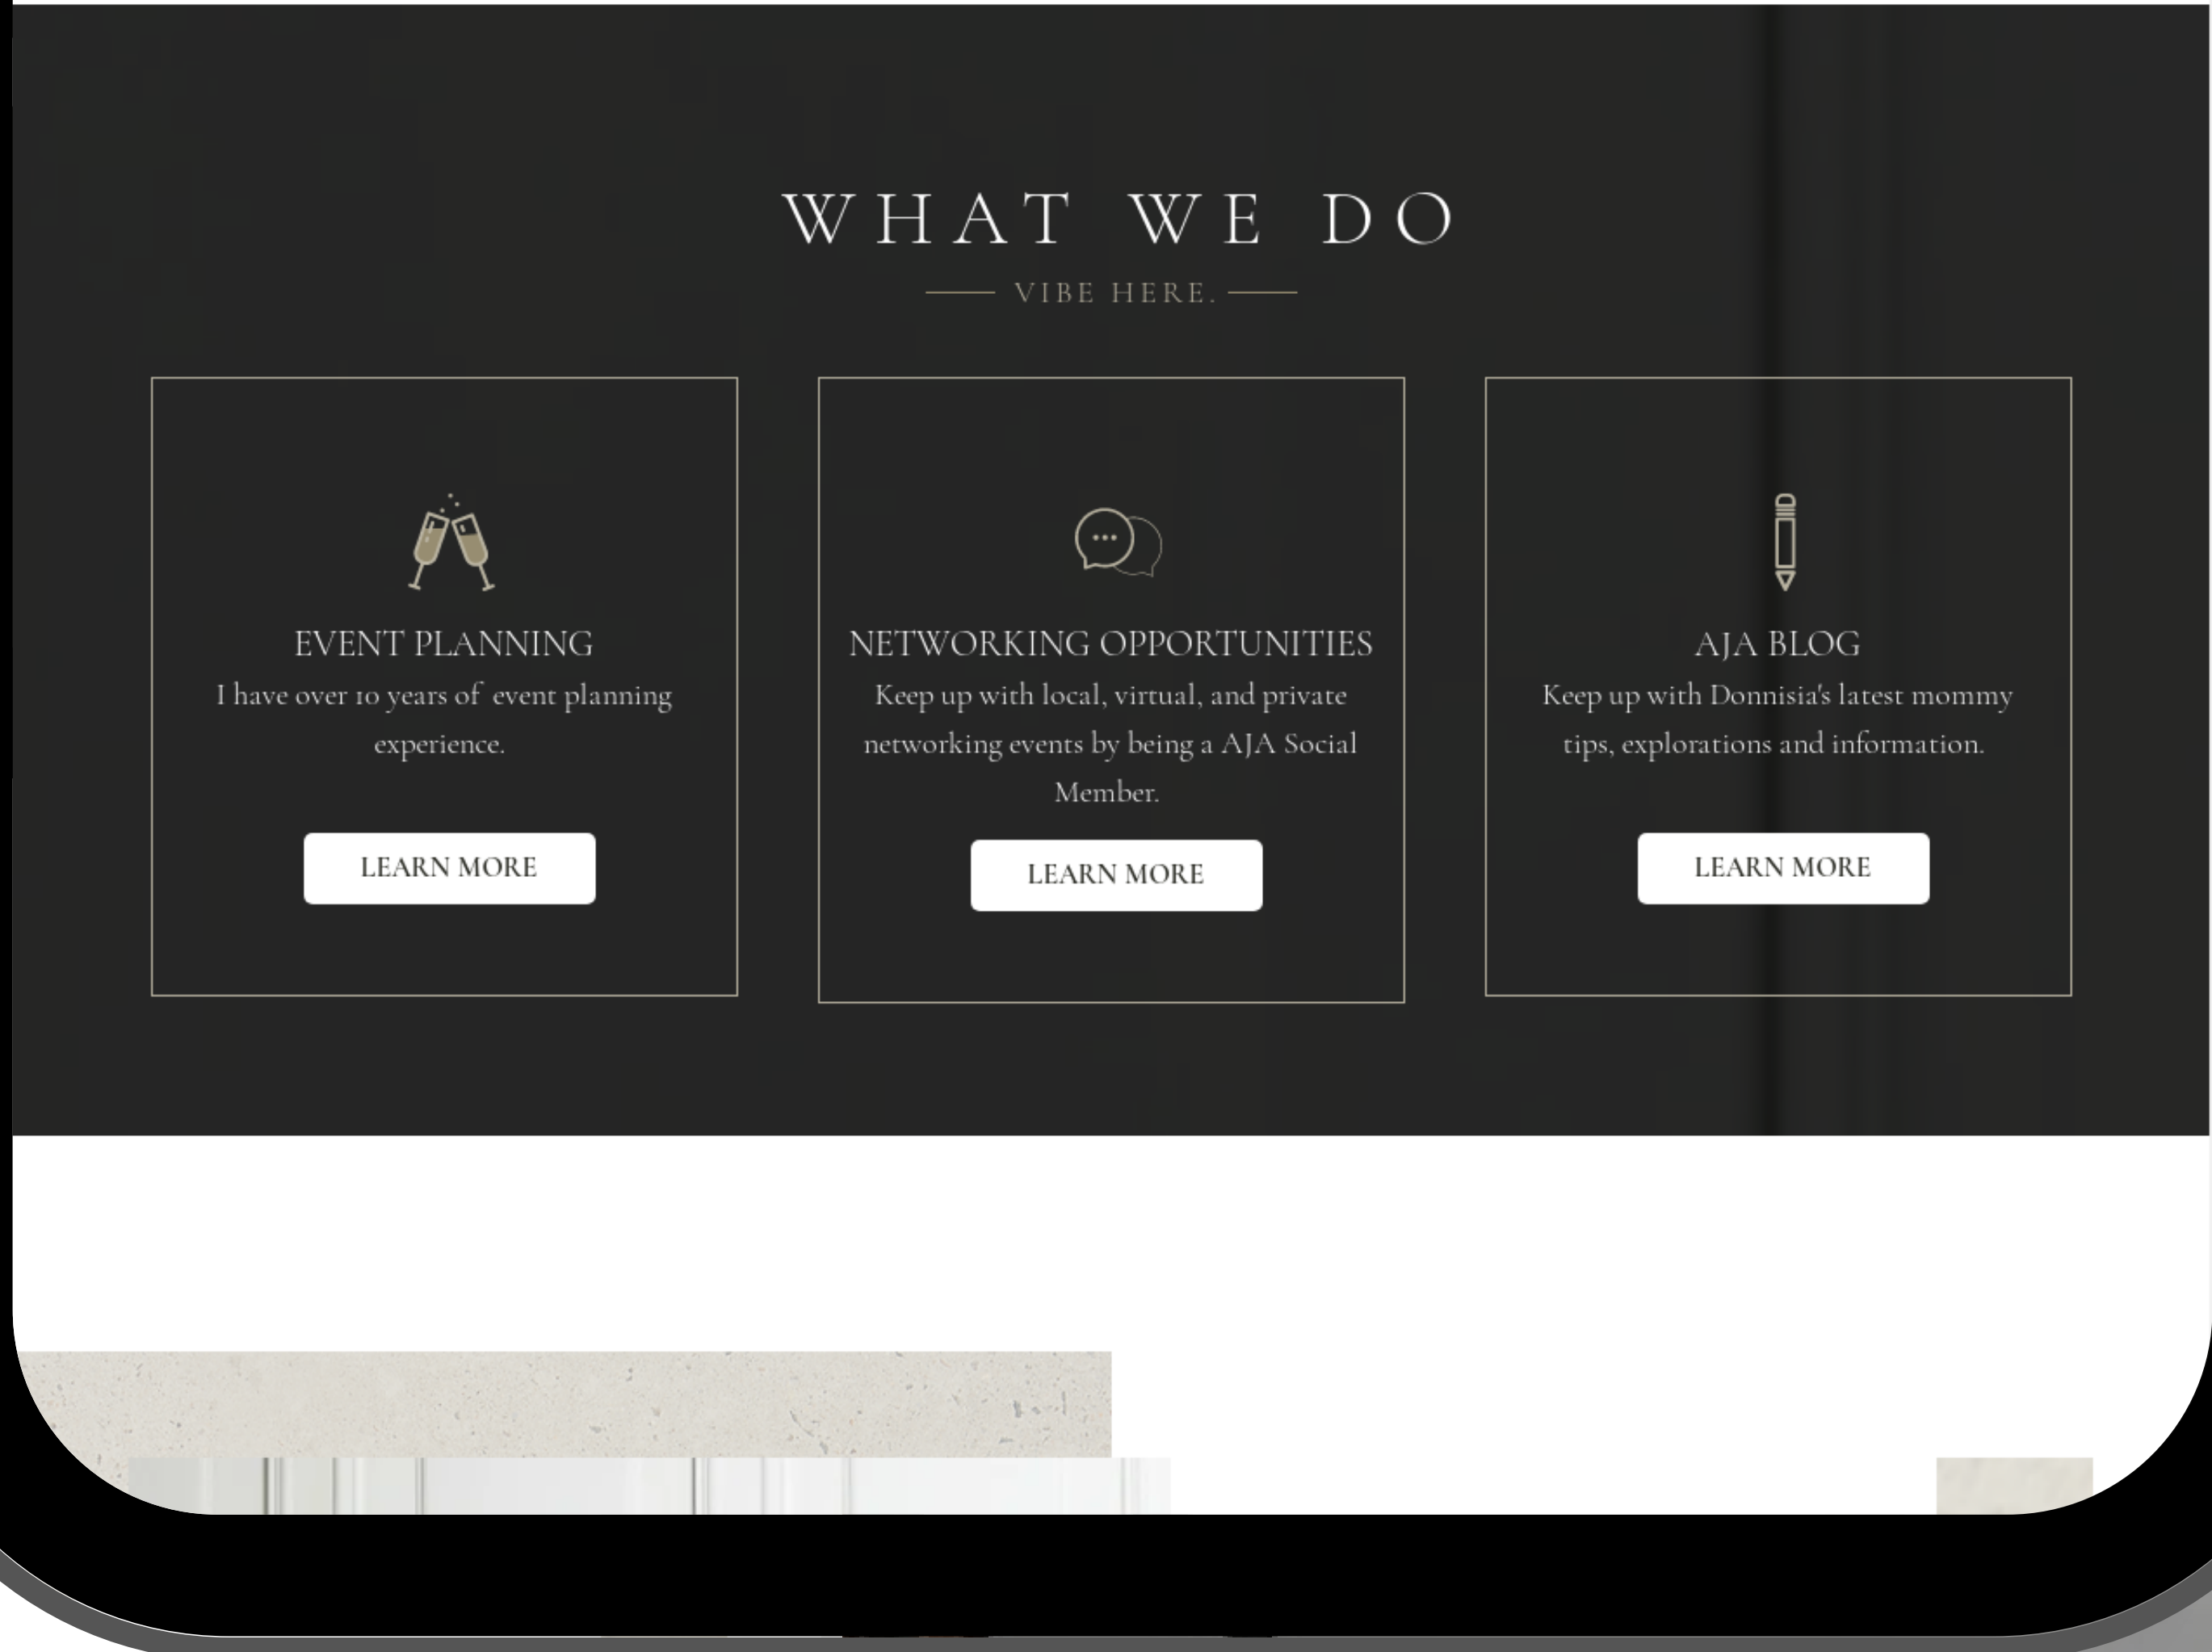 WHAT WE DO
VIBE HERE.
EVENT PLANNING
I have over 10 years of event planning
experience.
LEARN MORE
NETWORKING OPPORTUNITIES
Keep up with local, virtual, and private
networking events by being a AJA Social
Member.
LEARN MORE
AJA BLOG
Keep up with Donnisia's latest mommy
tips, explorations and information.
LEARN MORE